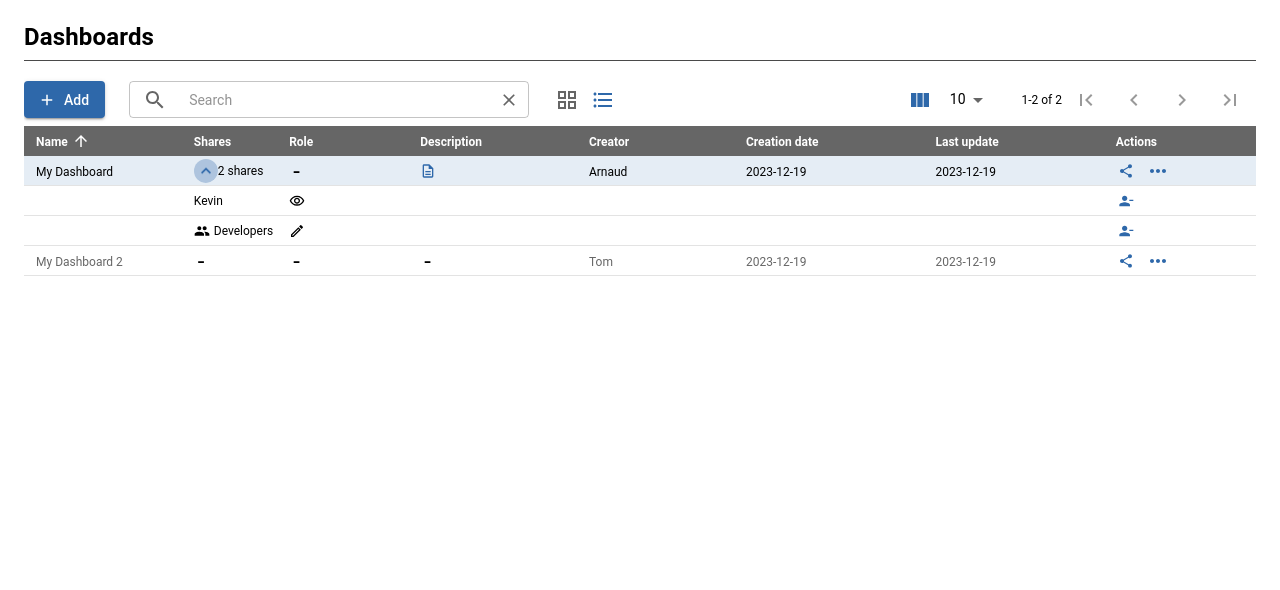 Dashboards
Add
Search
10
1-2 of 2
Name Shares Role Description Creator Creation date Last update Actions
My Dashboard 2 shares - Arnaud 2023-12-19 2023-12-19
Kevin
Developers
My Dashboard 2 - - - Tom 2023-12-19 2023-12-19